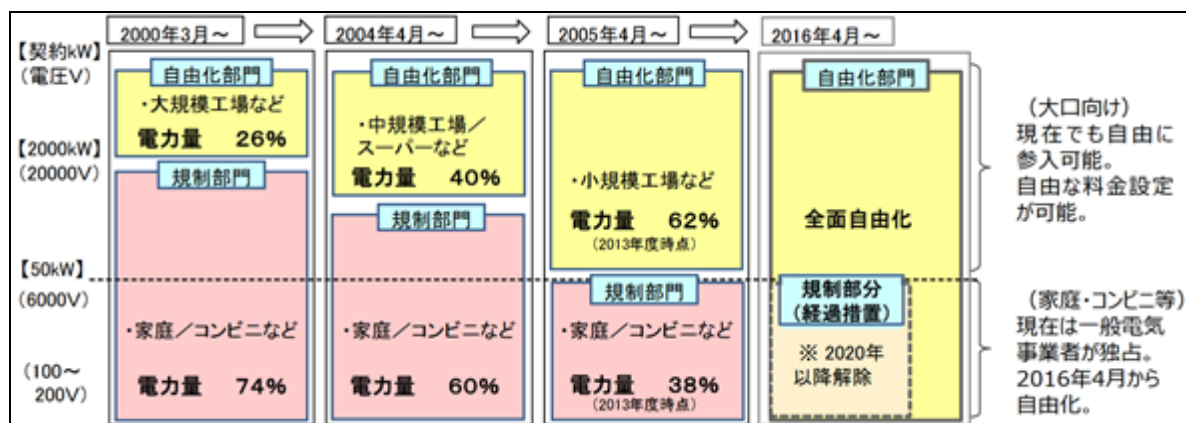 2000年3月～
2004年4月～
2005年4月～
2016年4月～
【契約kW】
(電圧V)
【2000kW】
(20000V)
【50kW】
(6000V)
(100～
200V)
自由化部門
・大規模工場など
電力量 26%
規制部門
・家庭／コンビニなど
電力量 74%
自由化部門
・中規模工場／
スーパーなど
電力量 40%
規制部門
・家庭／コンビニなど
電力量 60%
自由化部門
・小規模工場など
電力量 62%
(2013年度時点)
規制部門
・家庭／コンビニなど
電力量 38%
(2013年度時点)
自由化部門
全面自由化
規制部分
(経過措置)
※ 2020年
以降解除
（大口向け）
現在でも自由に
参入可能。
自由な料金設定
が可能。
（家庭・コンビニ等）
現在は一般電気
事業者が独占。
2016年4月から
自由化。